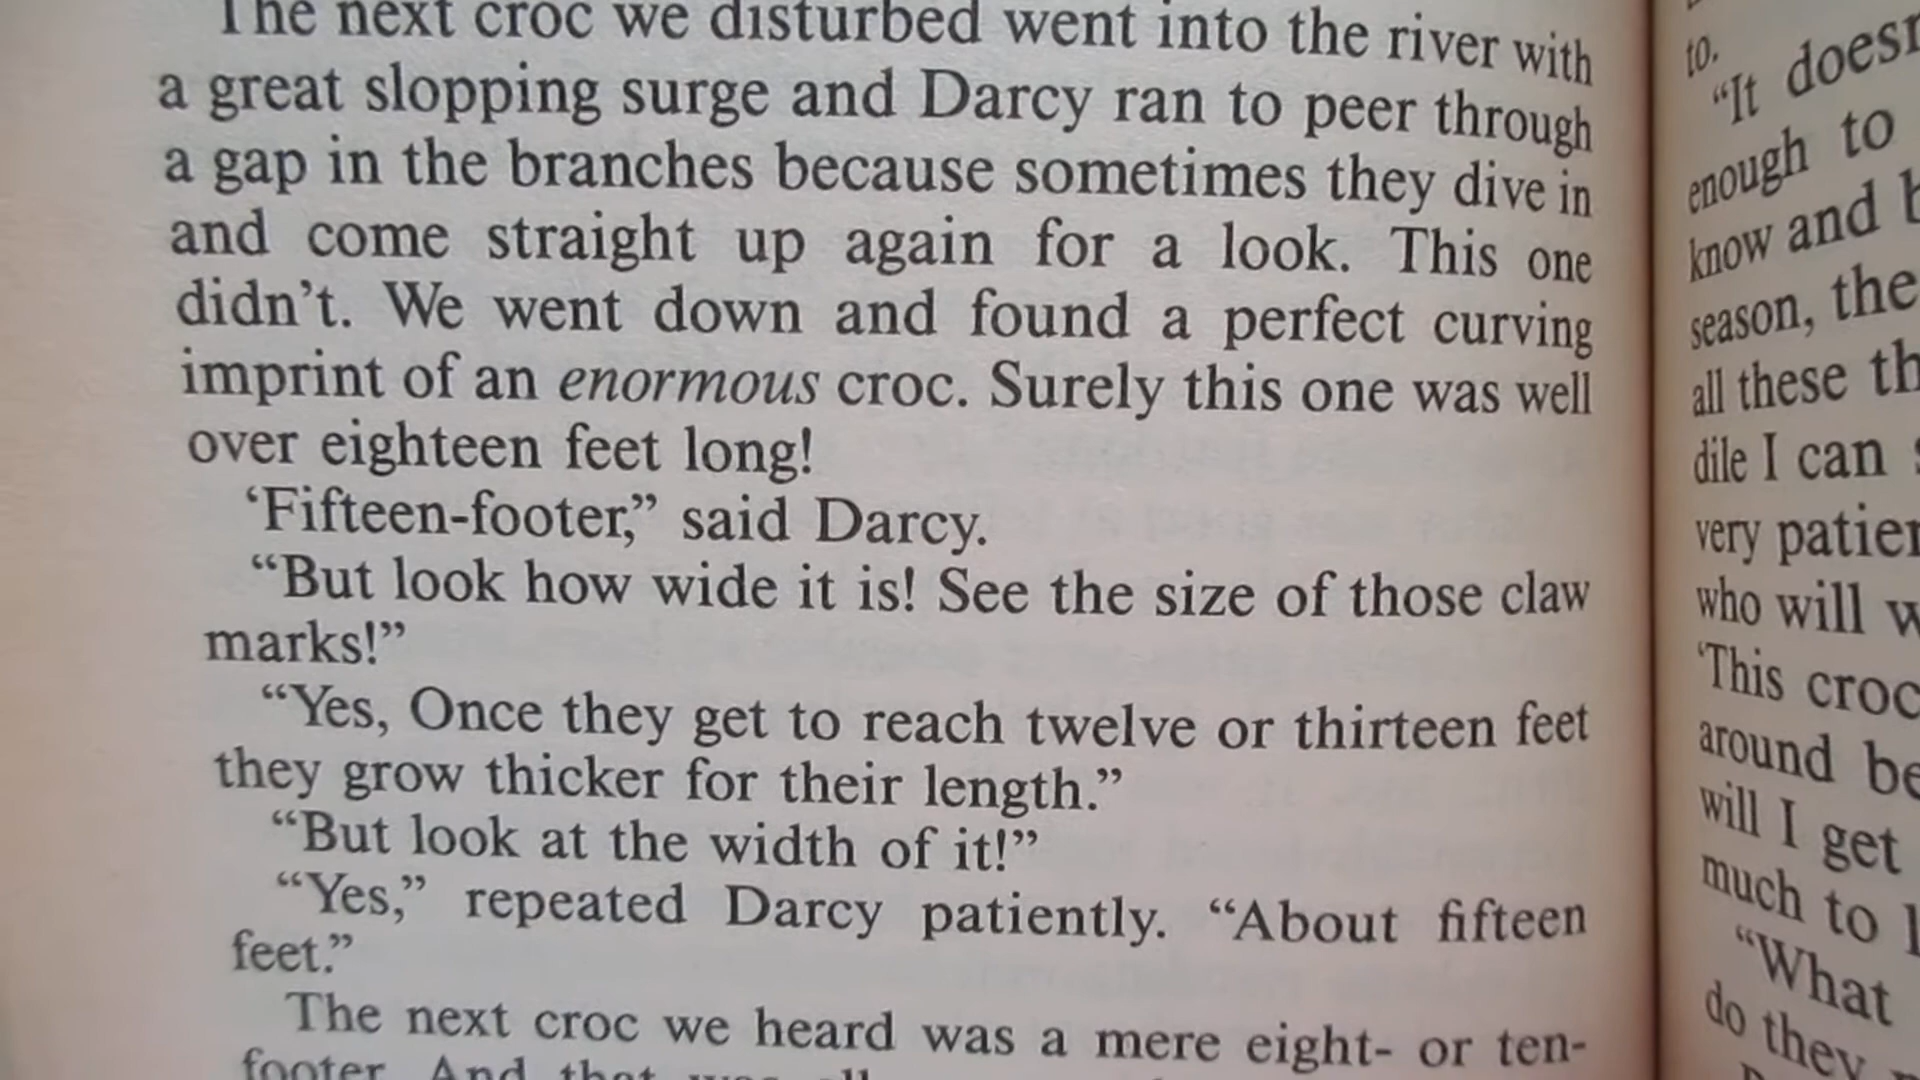 The next croc we disturbed went into the river with
a great slopping surge and Darcy ran to peer through
a gap in the branches because sometimes they dive in
and come straight up again for a look. This one
didn't. We went down and found a perfect curving
imprint of an enormous croc. Surely this one was well
over eighteen feet long!
‘Fifteen-footer,” said Darcy.
“But look how wide it is! See the size of those claw
marks!”
“Yes, Once they get to reach twelve or thirteen feet
they grow thicker for their length.”
“But look at the width of it!”
“Yes,” repeated Darcy patiently. “About fifteen
feet.”
The next croc we heard was a mere eight- or ten-
footer. And that was all
to.
“It
enough to
know and
season, the
all these
dile I can
very
who will
‘This croc
around
will I get
much to
“What
do they